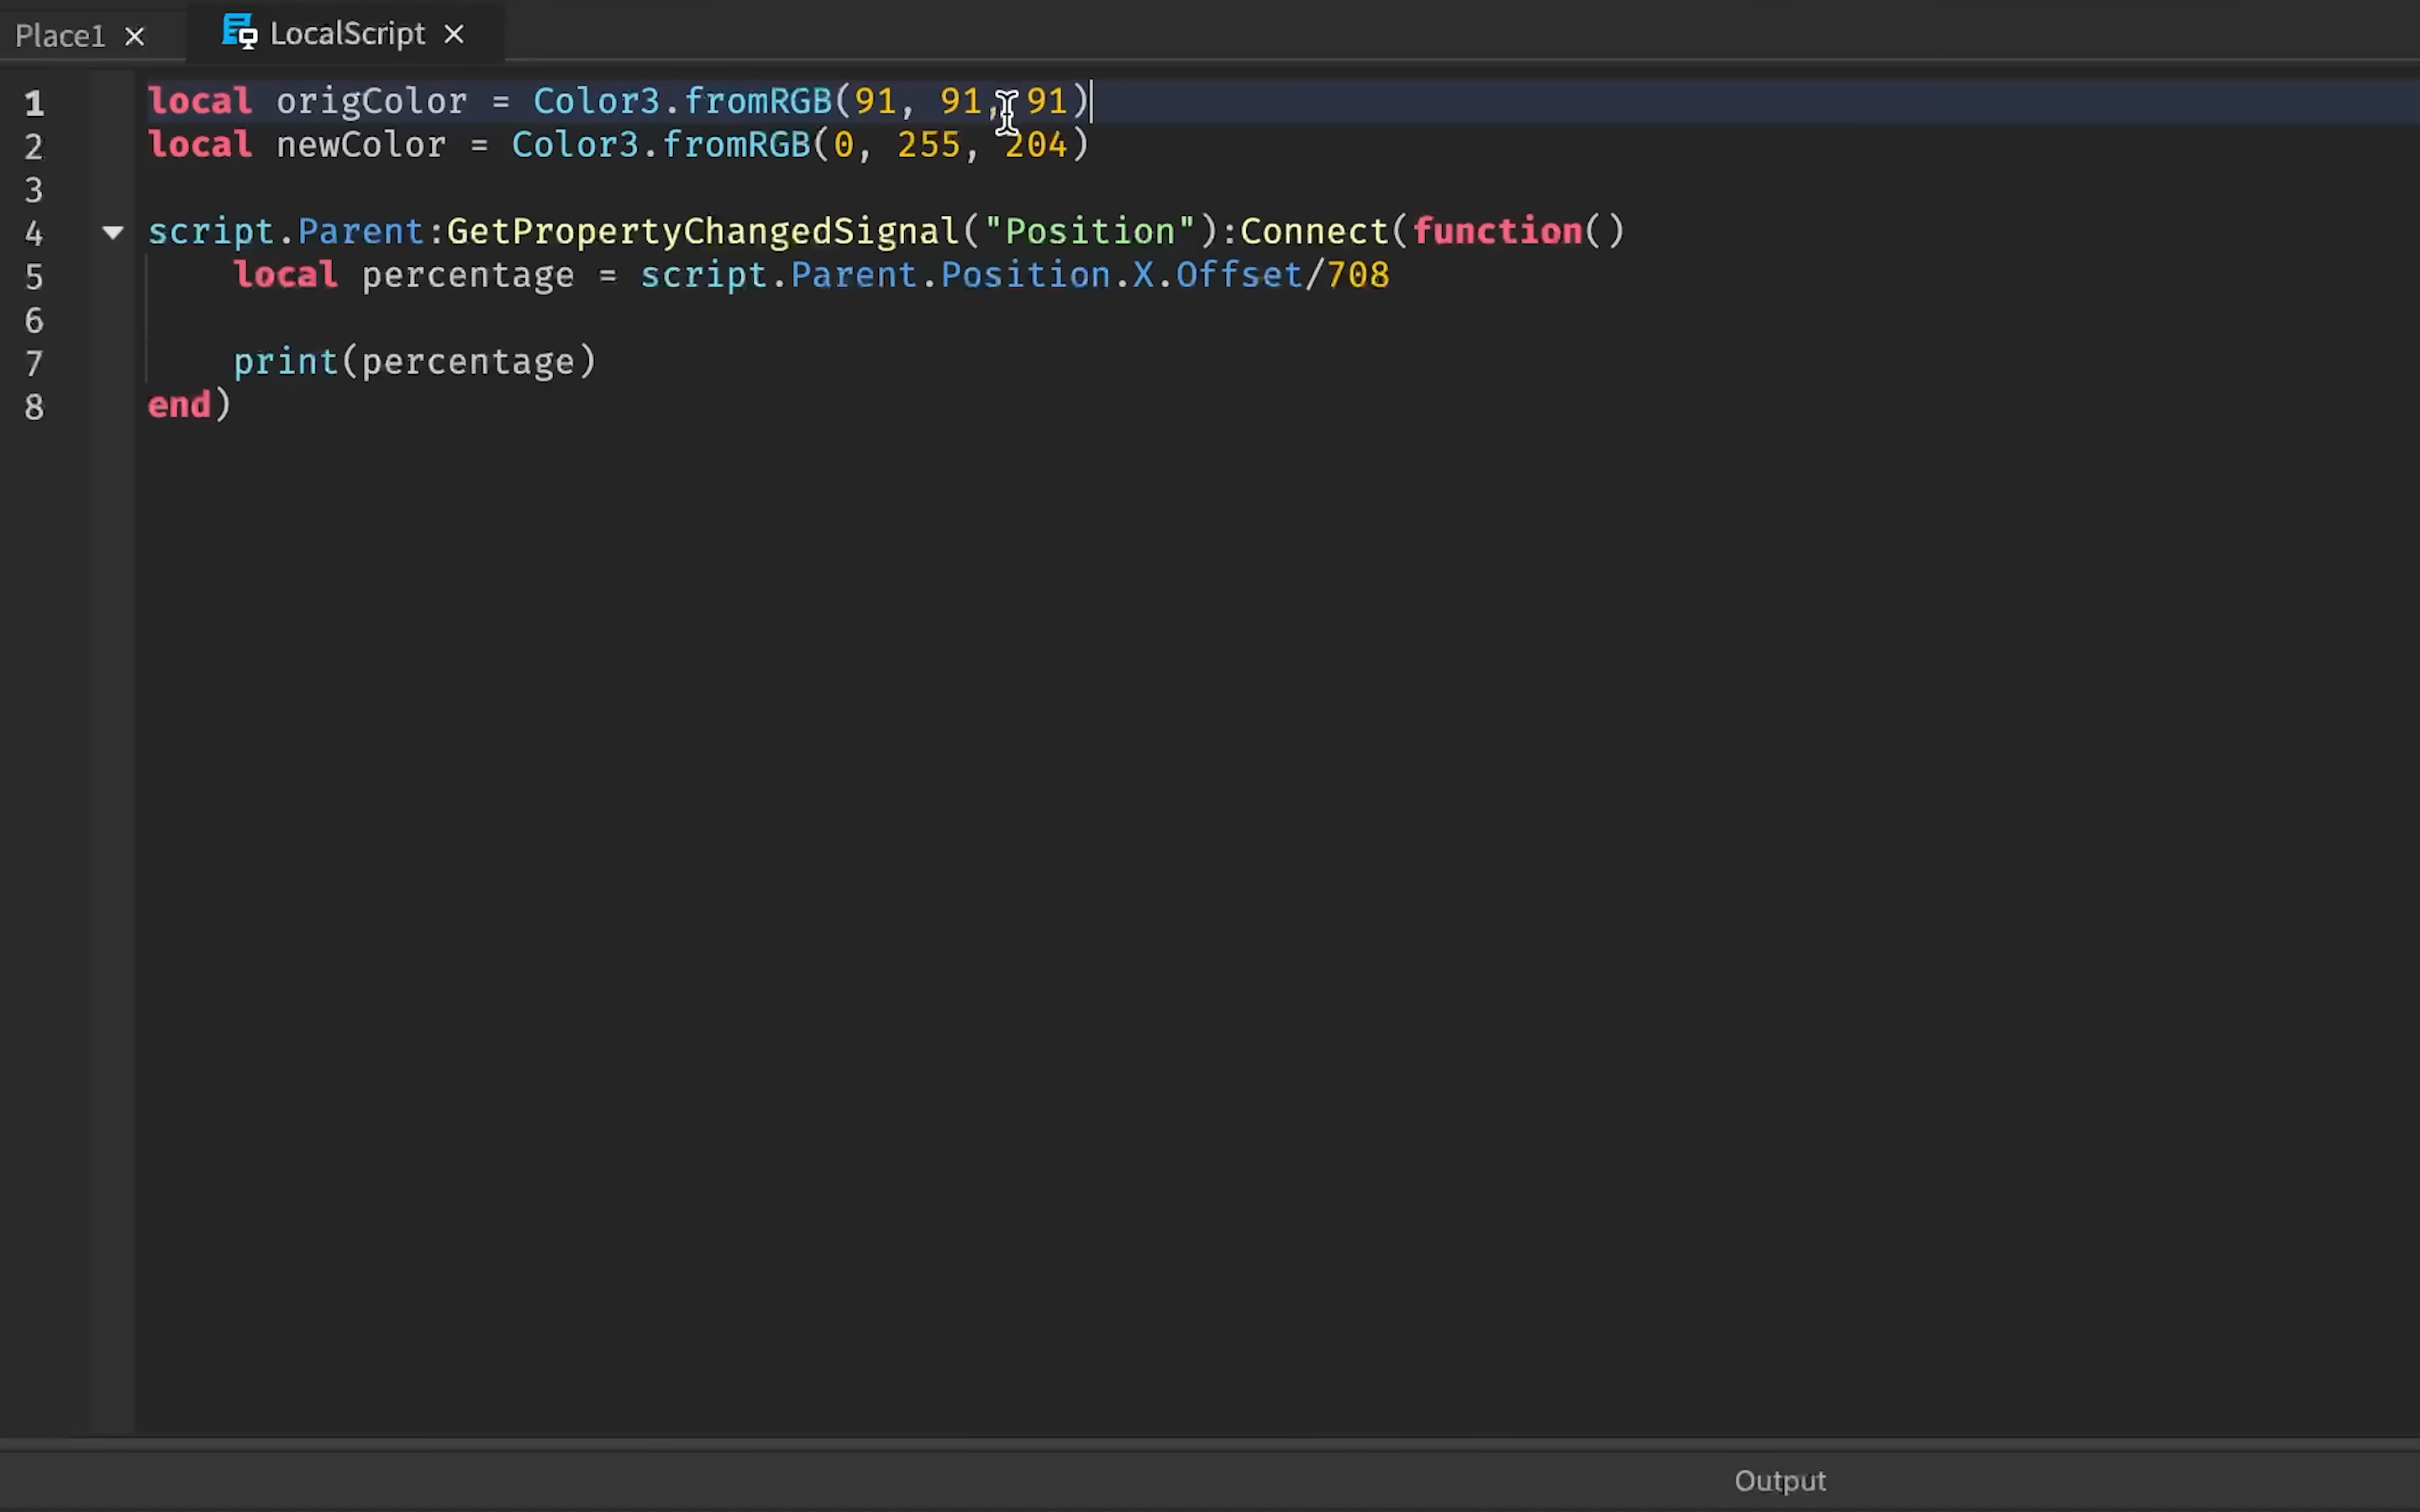 Place1 LocalScript
1 local origColor = Color3.fromRGB(91, 91, 91)
2 local newColor = Color3.fromRGB(0, 255, 204)
3
4 script.Parent:GetPropertyChangedSignal("Position"):Connect(function()
5 local percentage = script.Parent.Position.X.Offset/708
6
7 print(percentage)
8 end)
Output